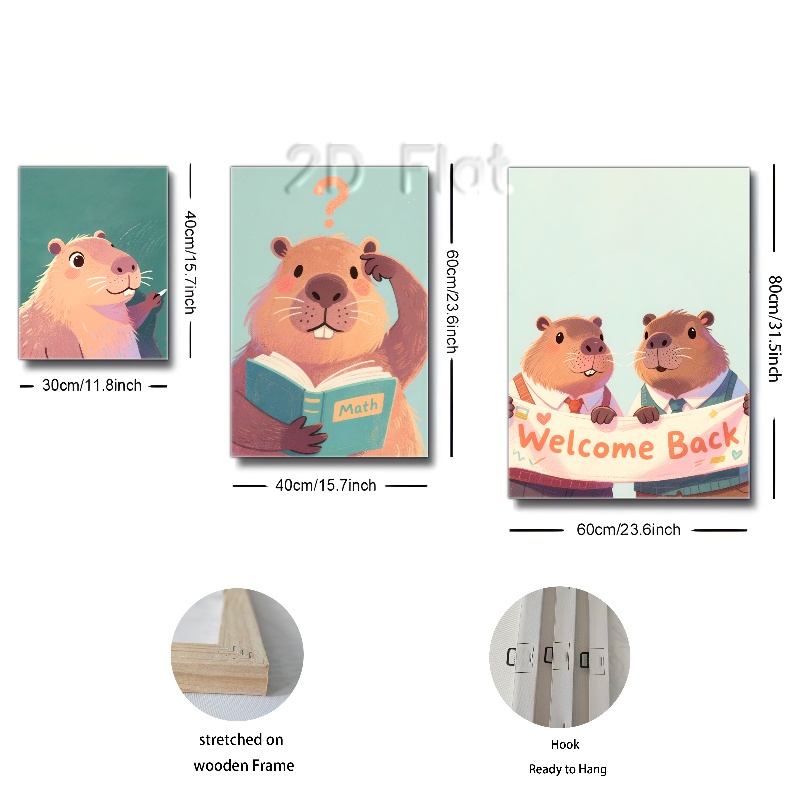 2D Flat
?
40cm/15.7inch
30cm/11.8inch
Math
60cm/23.6inch
40cm/15.7inch
Welcome Back
80cm/31.5inch
60cm/23.6inch
stretched on
wooden Frame
Hook
Ready to Hang